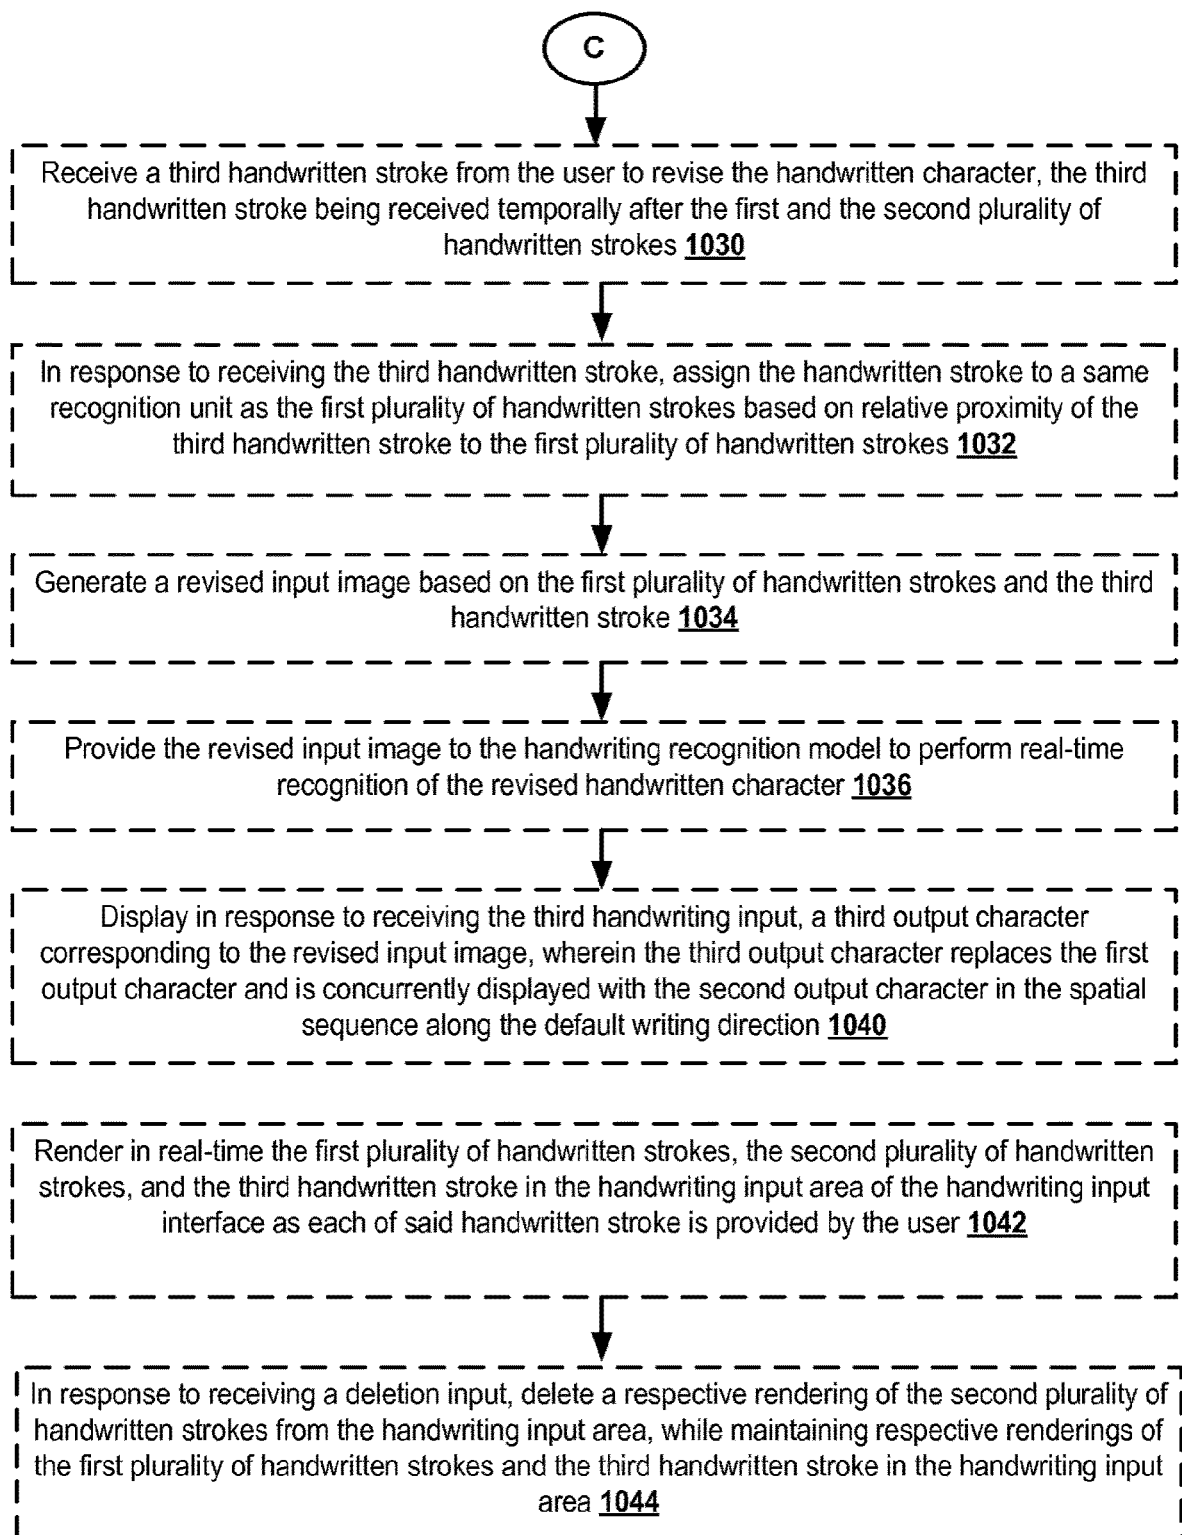 C
Receive a third handwritten stroke from the user to revise the handwritten character, the third
handwritten stroke being received temporally after the first and the second plurality of
handwritten strokes 1030
In response to receiving the third handwritten stroke, assign the handwritten stroke to a same
recognition unit as the first plurality of handwritten strokes based on relative proximity of the
third handwritten stroke to the first plurality of handwritten strokes 1032
Generate a revised input image based on the first plurality of handwritten strokes and the third
handwritten stroke 1034
Provide the revised input image to the handwriting recognition model to perform real-time
recognition of the revised handwritten character 1036
Display in response to receiving the third handwriting input, a third output character
corresponding to the revised input image, wherein the third output character replaces the first
output character and is concurrently displayed with the second output character in the spatial
sequence along the default writing direction 1040
Render in real-time the first plurality of handwritten strokes, the second plurality of handwritten
strokes, and the third handwritten stroke in the handwriting input area of the handwriting input
interface as each of said handwritten stroke is provided by the user 1042
In response to receiving a deletion input, delete a respective rendering of the second plurality of
handwritten strokes from the handwriting input area, while maintaining respective renderings of
the first plurality of handwritten strokes and the third handwritten stroke in the handwriting input
area 1044